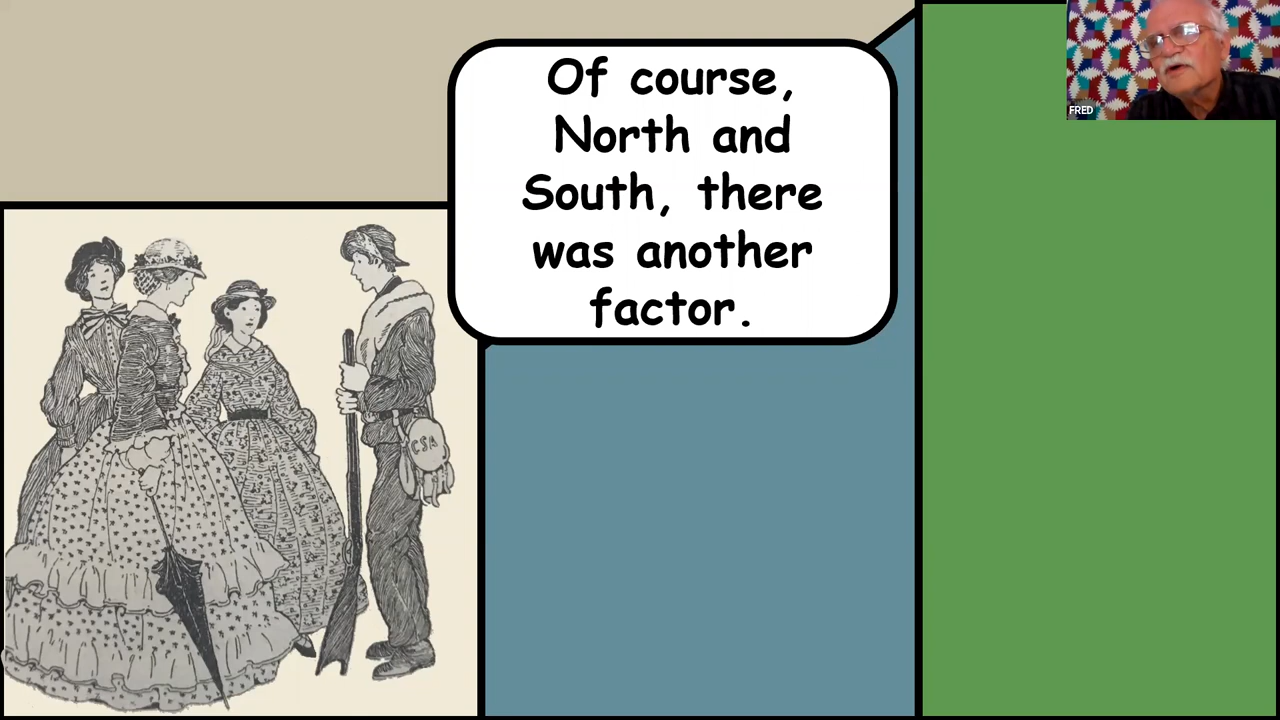 Of course,
North and
South, there
was another
factor.
FRED
CSA